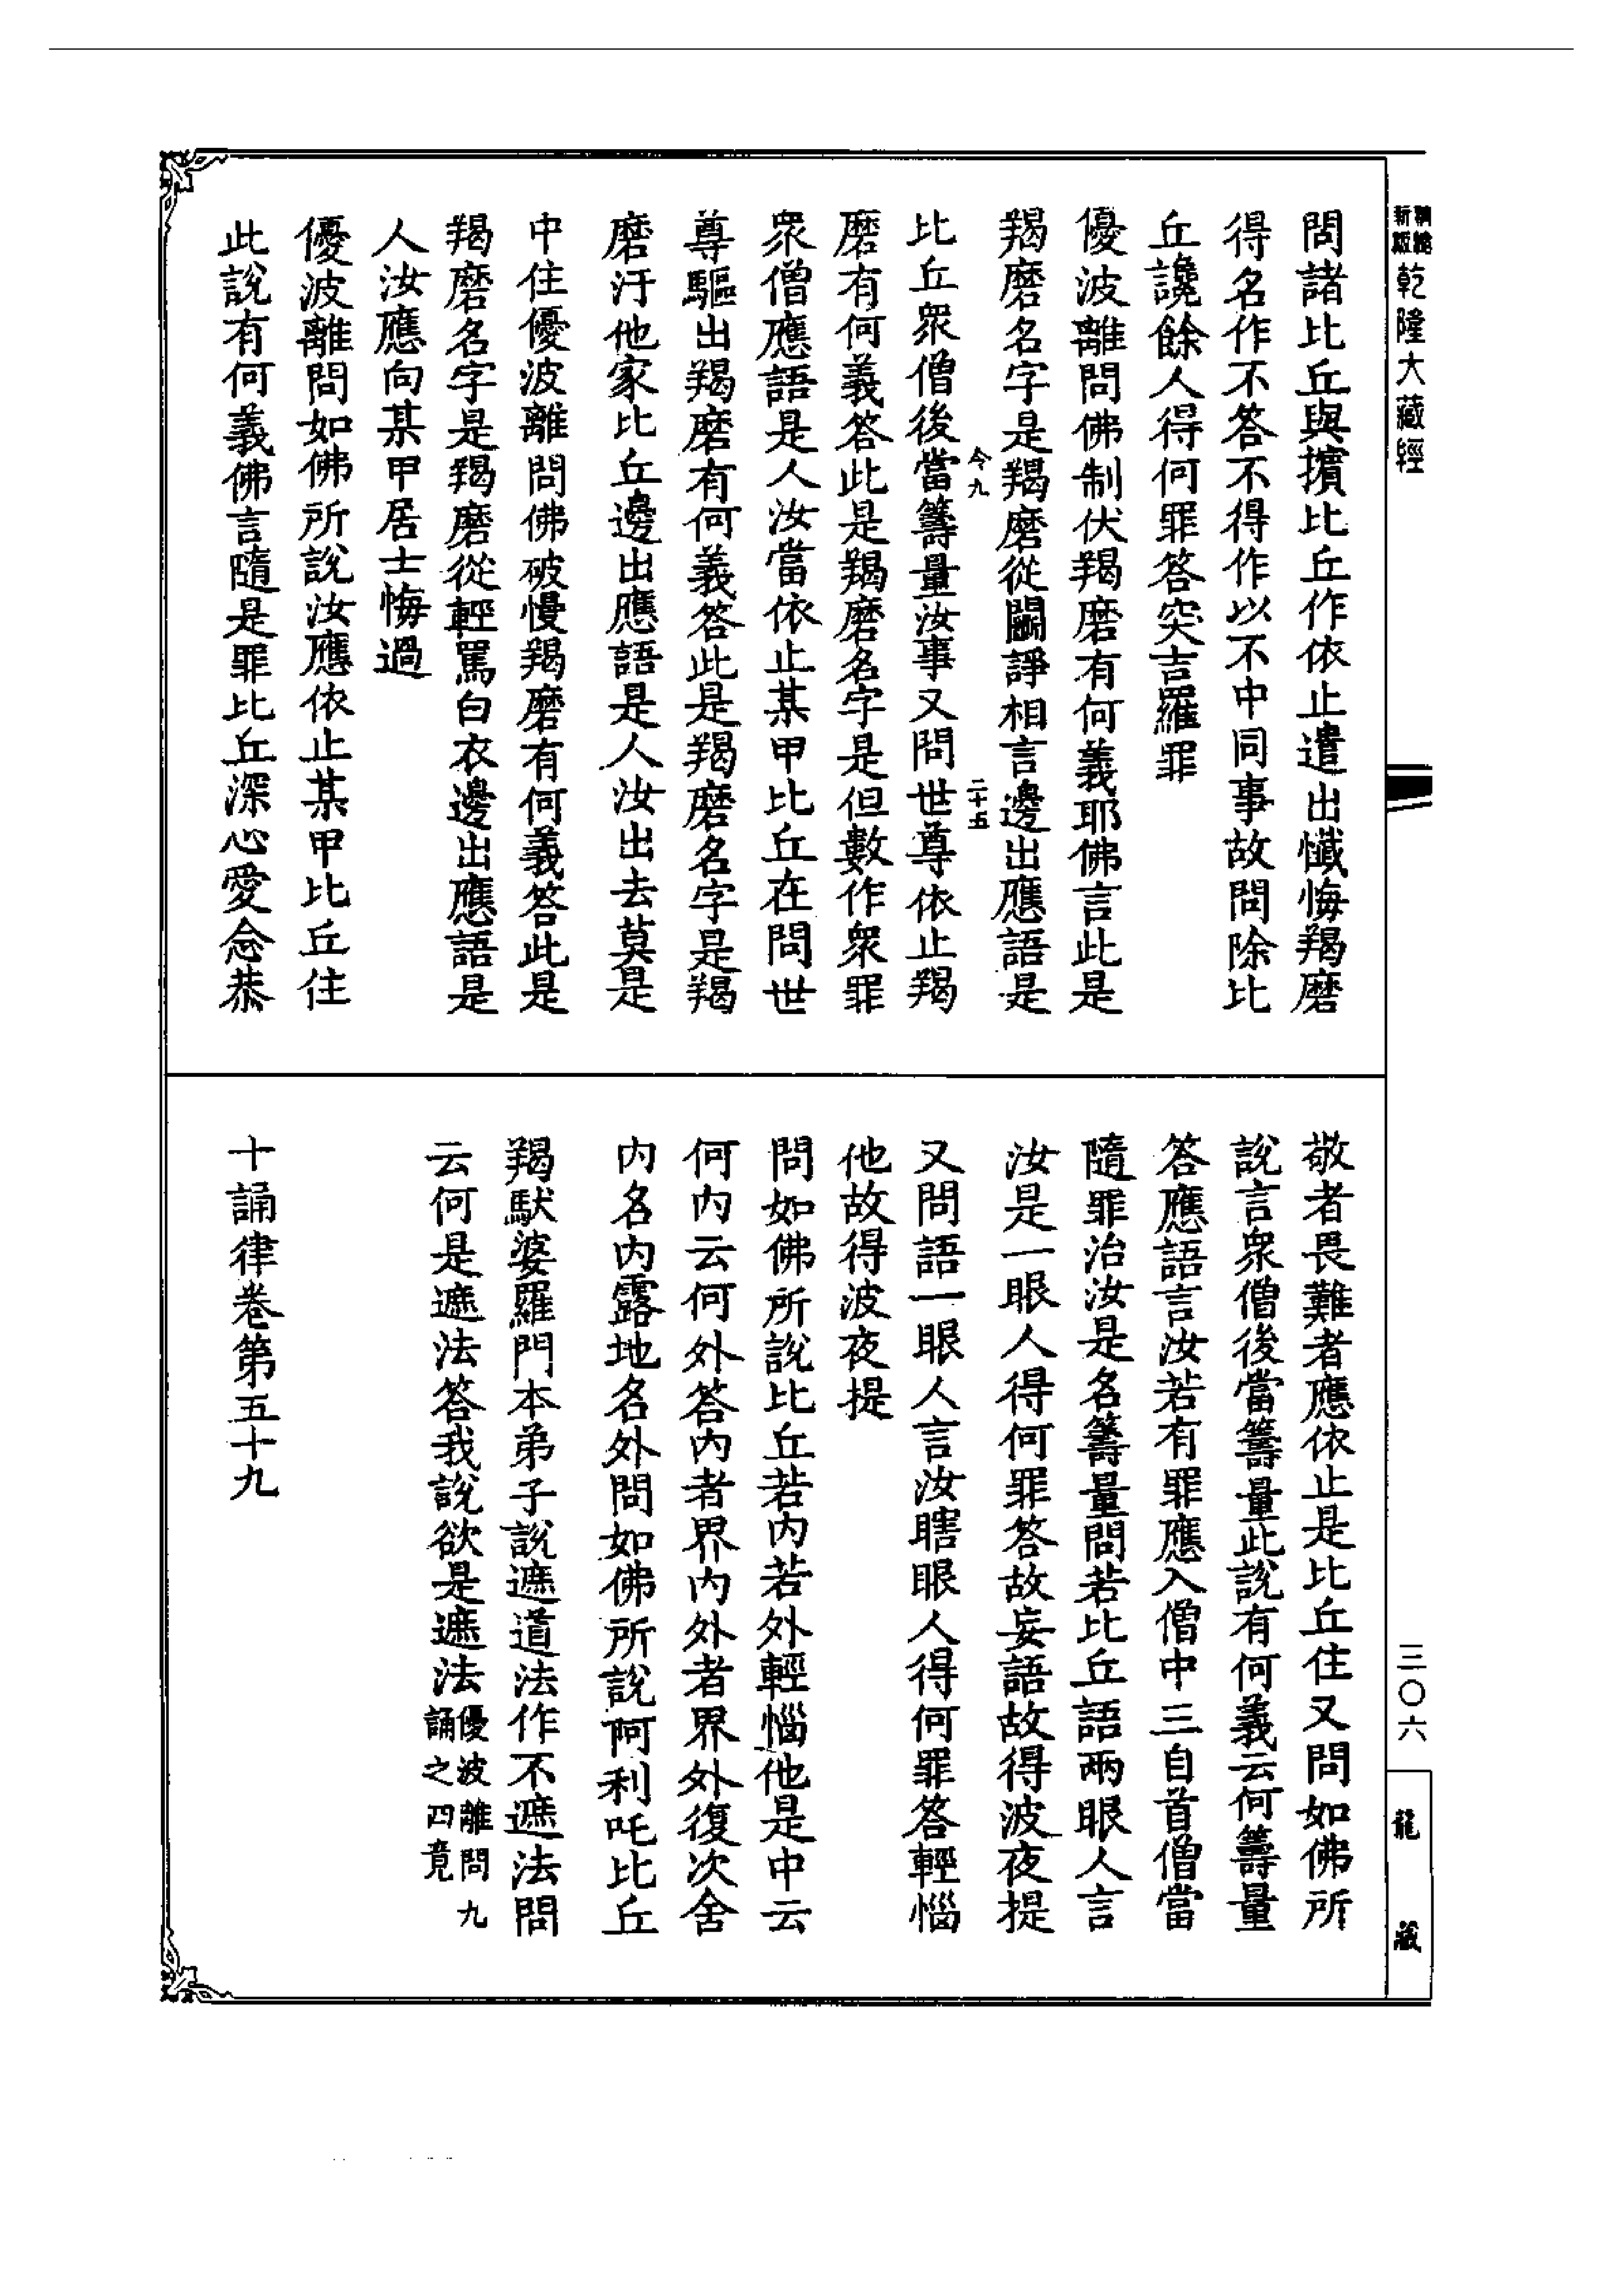 乾隆大藏經
問諸比丘與擯比丘作依止遣出懺悔羯磨
得名作不答不得作以不中同事故問除比
丘讒餘人得何罪答突吉羅罪
優波離問佛制伏羯磨有何義耶佛言此是
羯磨名字是羯磨從鬬諍相言邊出應語是
今九
二十五
比丘眾僧後當籌量汝事又問世尊依止羯
磨有何義答此是羯磨名字是但數作眾罪
眾僧應語是人汝當依止某甲比丘在問世
尊驅出羯磨有何義答此是羯磨名字是羯
磨汙他家比丘邊出應語是人汝出去莫是
中住優波離問佛破慢羯磨有何義答此是
羯磨名字是羯磨從輕罵白衣邊出應語是
人汝應向某甲居士悔過
優波離問如佛所說汝應依止某甲比丘住
此說有何義佛言隨是罪比丘深心愛念恭
敬者畏難者應依止是比丘住又問如佛所
說言眾僧後當籌量此說有何義云何籌量
答應語言汝若有罪應入僧中三自首僧當
隨罪治汝是名籌量問若比丘語兩眼人言
汝是一眼人得何罪答故妄語故得波夜提
又問語一眼人言汝瞎眼人得何罪答輕惱
他故得波夜提
問如佛所說比丘若內若外輕惱他是中云
何內云何外答內者界內外者界外復次舍
內名內露地名外問如佛所說阿利吒比丘
羯馱婆羅門本弟子說遮道法作不遮法問
云何是遮法答我說欲是遮法優波離問九
誦之四竟
十誦律卷第五十九
三〇六
龍藏